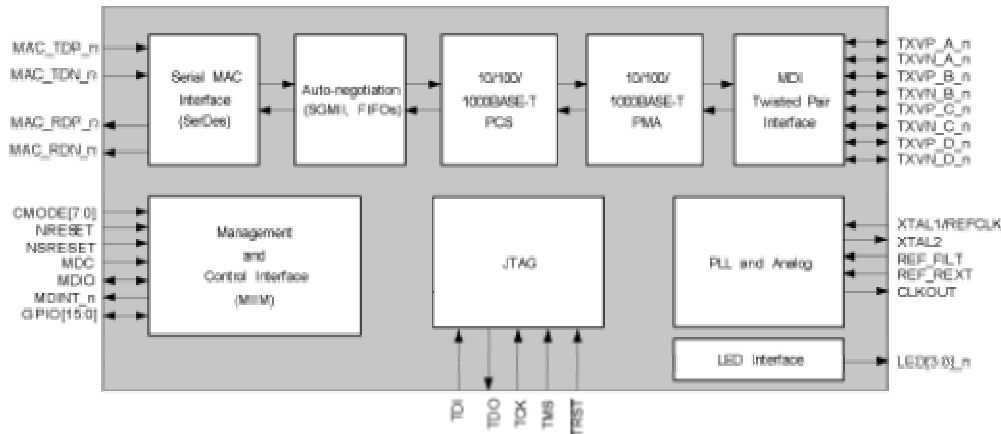 MAC_TDP_n
MAC_TDN_n
MAC_RDP_n
MAC_RDN_n
Serial MAC
Interface
(SerDes)
Auto-negotiation
(SGMII, FIFOs)
10/100/
1000BASE-T
PCS
10/100/
1000BASE-T
PMA
MDI
Twisted Pair
Interface
TXVP_A_n
TXVN_A_n
TXVP_B_n
TXVN_B_n
TXVP_C_n
TXVN_C_n
TXVP_D_n
TXVN_D_n
CMODE[7:0]
NRESET
NSRESET
MDC
MDIO
MDINT_n
GPIO[15:0]
Management
and
Control Interface
(MIIM)
JTAG
PLL and Analog
XTAL1/REFCLK
XTAL2
REF_FILT
REF_REXT
CLKOUT
LED Interface
LED[3:0]_n
TDI
TDO
TCK
TMS
TRST